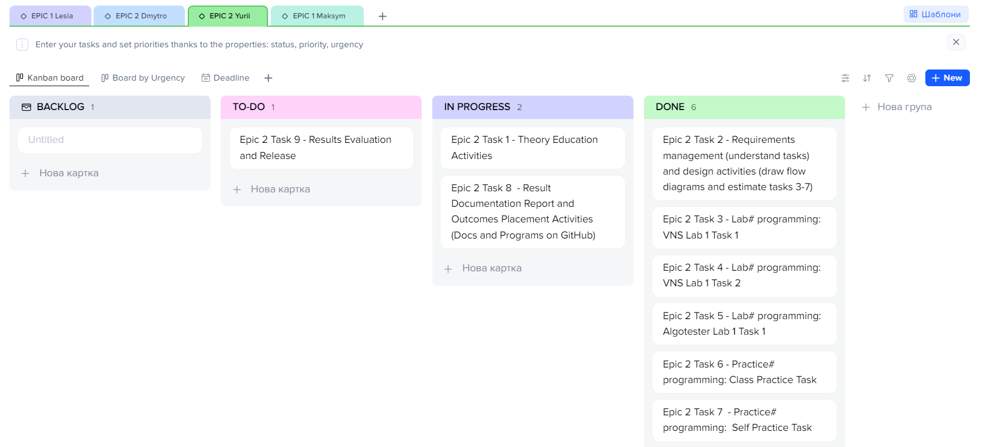 EPIC 1 Lesia
EPIC 2 Dmytro
EPIC 2 Yurii
EPIC 1 Maksym
Шаблони
Enter your tasks and set priorities thanks to the properties: status, priority, urgency
Kanban board
Board by Urgency
31
Deadline
New
BACKLOG 1
Untitled
Нова картка
TO-DO 1
Epic 2 Task 9 - Results Evaluation
and Release
Нова картка
IN PROGRESS 2
Epic 2 Task 1 - Theory Education
Activities
Epic 2 Task 8 - Result
Documentation Report and
Outcomes Placement Activities
(Docs and Programs on GitHub)
Нова картка
DONE 6
Epic 2 Task 2 - Requirements
management (understand tasks)
and design activities (draw flow
diagrams and estimate tasks 3-7)
Epic 2 Task 3 - Lab# programming:
VNS Lab 1 Task 1
Epic 2 Task 4 - Lab# programming:
VNS Lab 1 Task 2
Epic 2 Task 5 - Lab# programming:
Algotester Lab 1 Task 1
Epic 2 Task 6 - Practice#
programming: Class Practice Task
Epic 2 Task 7 - Practice#
programming: Self Practice Task
Нова група